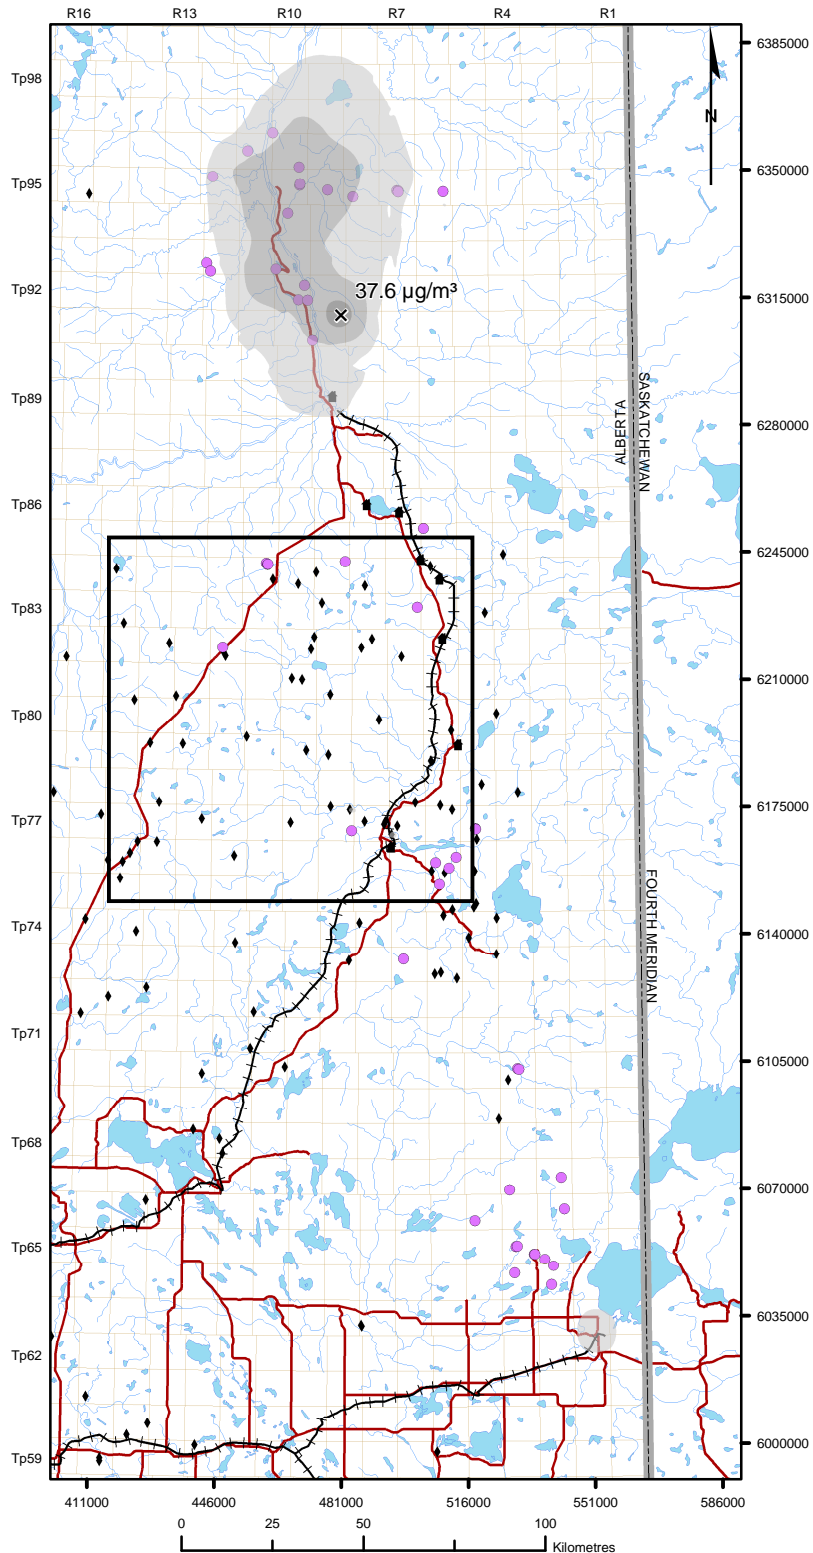 R16 R13 R10 R7 R4 R1
6385000
Tp98
N
6350000
Tp95
Tp92
37.6 µg/m³
6315000
Tp89
ALBERTA
SASKATCHEWAN
6280000
Tp86
6245000
Tp83
6210000
Tp80
6175000
Tp77
FOURTH MERIDIAN
Tp74
6140000
Tp71
6105000
Tp68
6070000
Tp65
6035000
Tp62
6000000
Tp59
411000 446000 481000 516000 551000 586000
0 25 50 100
Kilometres